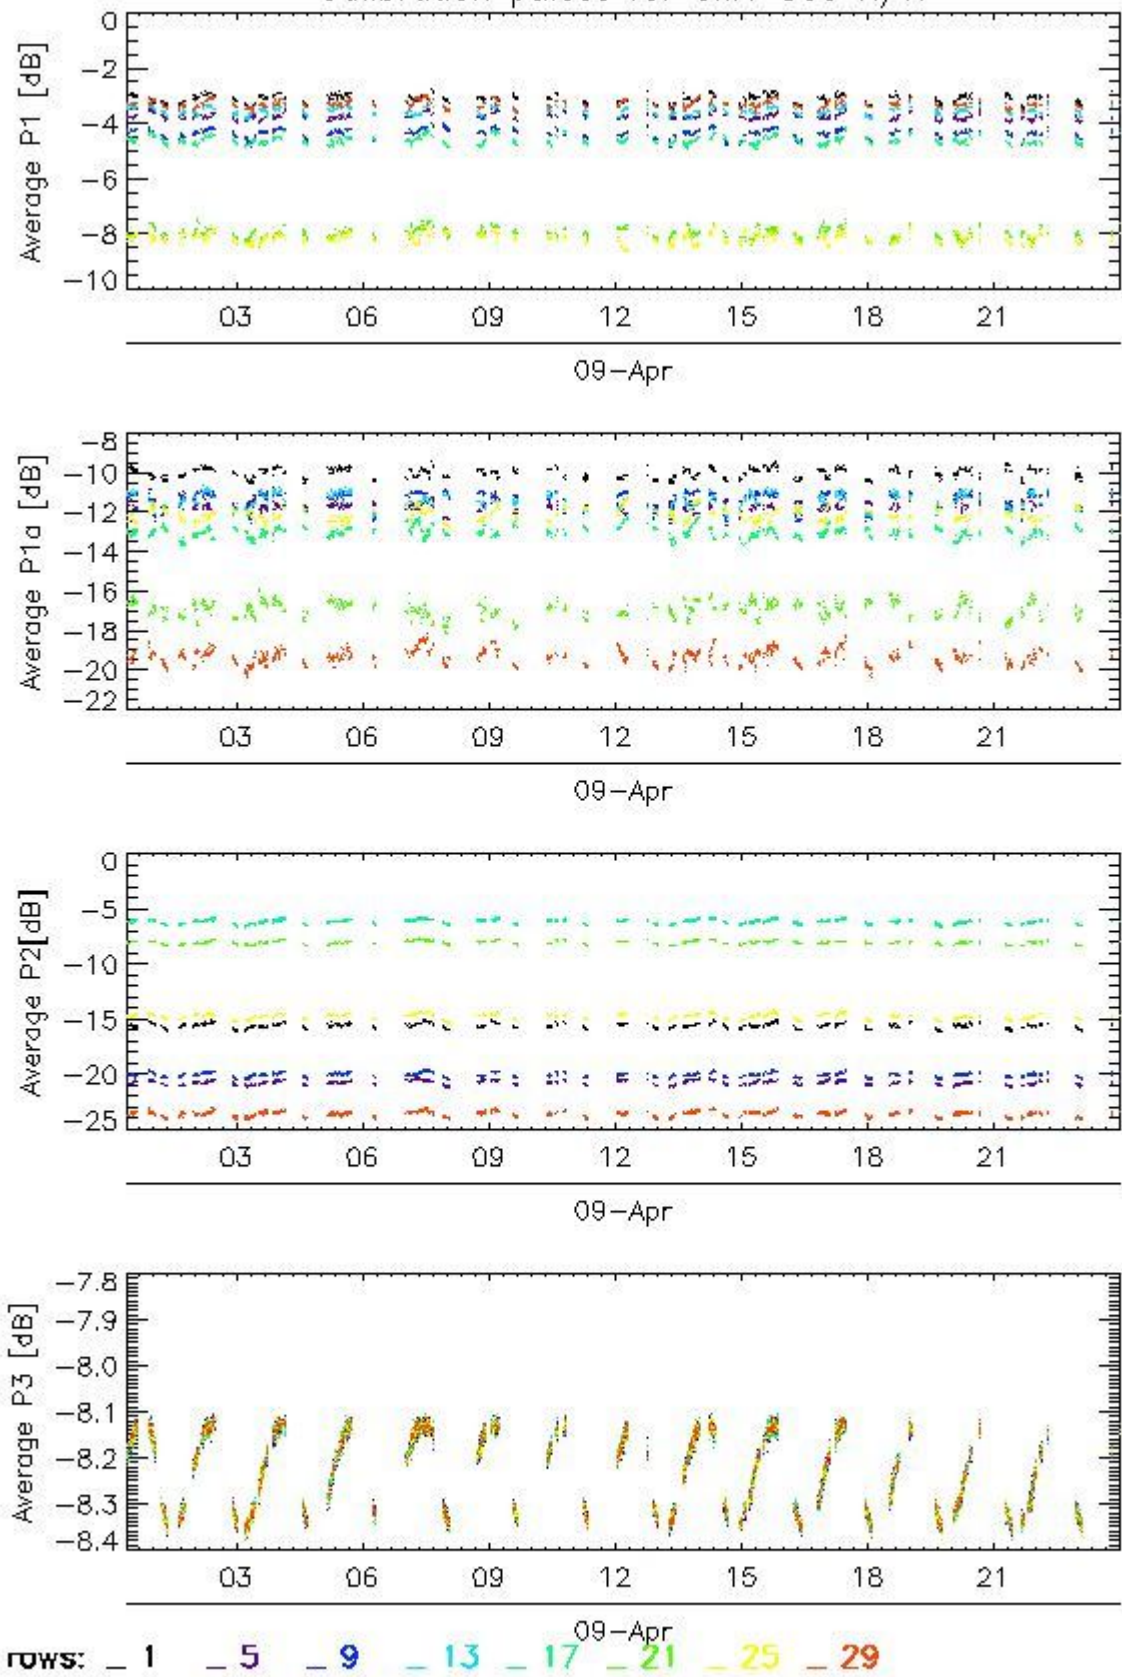 Average P1 [dB]
0
−2
−4
−6
−8
−10
03 06 09 12 15 18 21
09−Apr
Average P1a [dB]
−8
−10
−12
−14
−16
−18
−20
−22
03 06 09 12 15 18 21
09−Apr
Average P2[dB]
0
−5
−10
−15
−20
−25
03 06 09 12 15 18 21
09−Apr
Average P3 [dB]
−7.8
−7.9
−8.0
−8.1
−8.2
−8.3
−8.4
03 06 09 12 15 18 21
09−Apr
rows: _ 1 _ 5 _ 9 _ 13 _ 17 _ 21 _ 25 _ 29